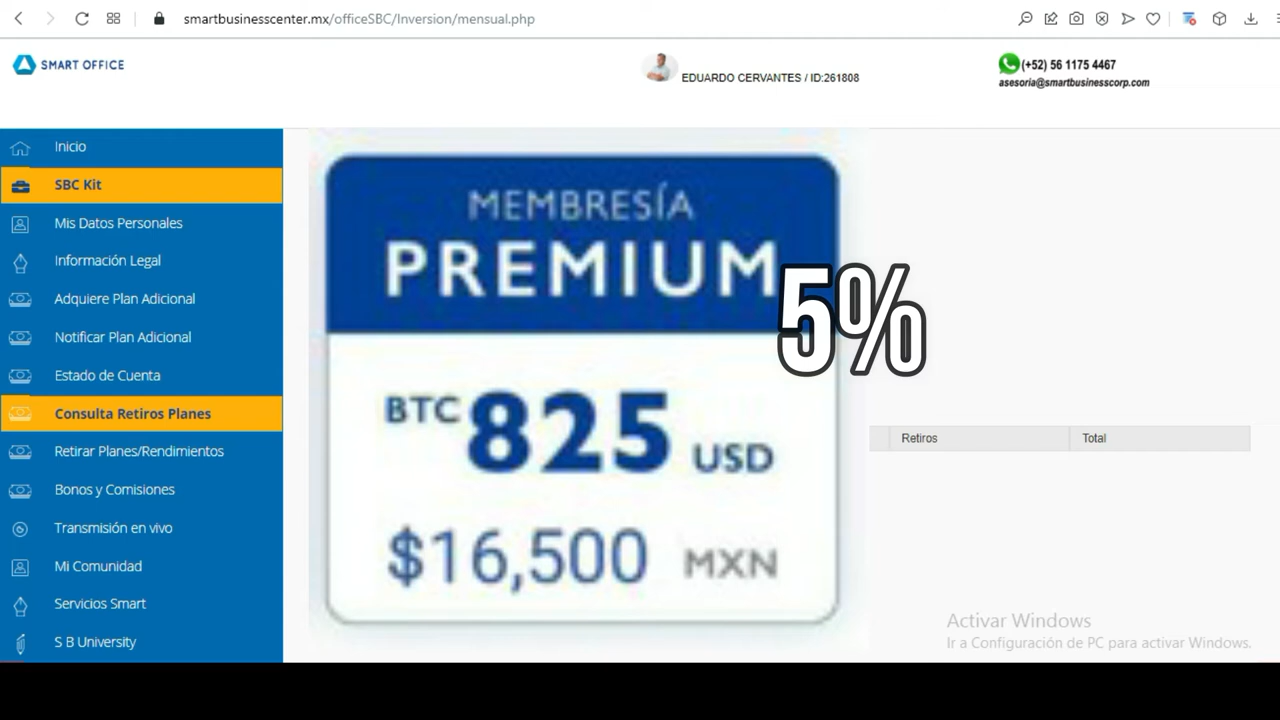 smartbusinesscenter.mx/officeSBC/Inversion/mensual.php
SMART OFFICE
EDUARDO CERVANTES / ID:261808
(+52) 56 1175 4467
asesoria@smartbusinesscorp.com
Inicio
SBC Kit
Mis Datos Personales
Información Legal
Adquiere Plan Adicional
Notificar Plan Adicional
Estado de Cuenta
Consulta Retiros Planes
Retirar Planes/Rendimientos
Bonos y Comisiones
Transmisión en vivo
Mi Comunidad
Servicios Smart
S B University
MEMBRESÍA
PREMIUM
5%
BTC 825 USD
$16,500 MXN
Retiros
Total
Activar Windows
Ir a Configuración de PC para activar Windows.